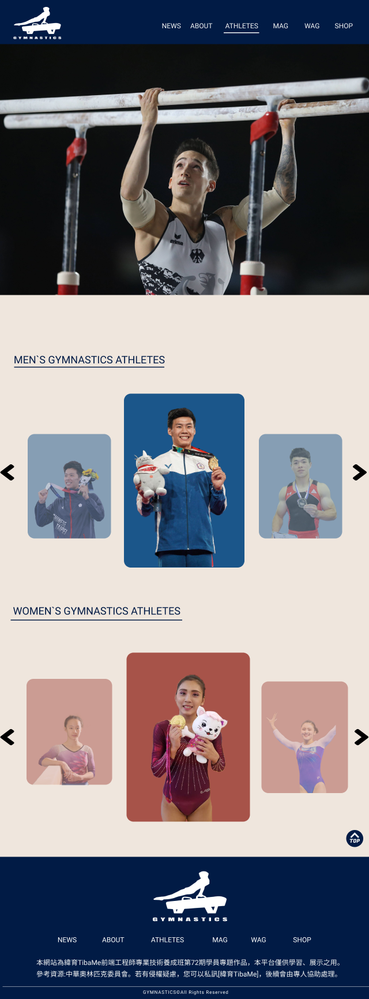 GYMNASTICS
NEWS ABOUT ATHLETES MAG WAG SHOP
erima
MEN`S GYMNASTICS ATHLETES
CHINESE
TAIPEI
WOMEN`S GYMNASTICS ATHLETES
TOP
GYMNASTICS
NEWS ABOUT ATHLETES MAG WAG SHOP
本網站為緯育TibaMe前端工程師專業技術養成班第72期學員專題作品，本平台僅供學習、展示之用。
參考資源:中華奧林匹克委員會。若有侵權疑慮，您可以私訊[緯育TibaMe]，後續會由專人協助處理。
GYMNASTICS©All Rights Reserved